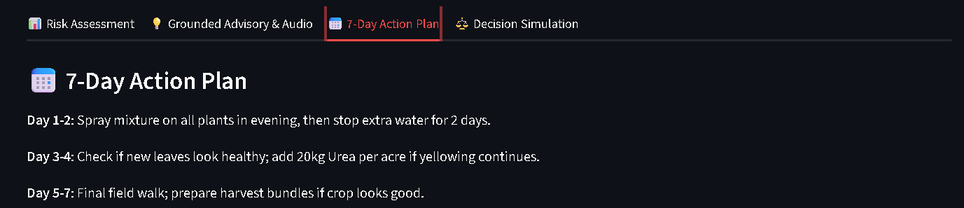 Risk Assessment Grounded Advisory & Audio 7-Day Action Plan Decision Simulation
7-Day Action Plan
Day 1-2: Spray mixture on all plants in evening, then stop extra water for 2 days.
Day 3-4: Check if new leaves look healthy; add 20kg Urea per acre if yellowing continues.
Day 5-7: Final field walk; prepare harvest bundles if crop looks good.